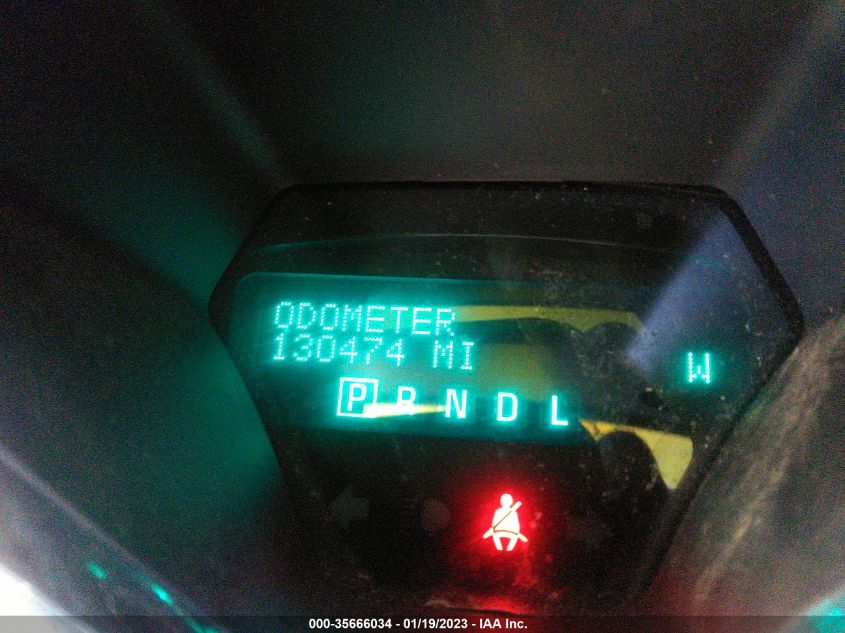 ODOMETER
130474 MI
W
P R N D L
000-35666034 - 01/19/2023 - IAA Inc.